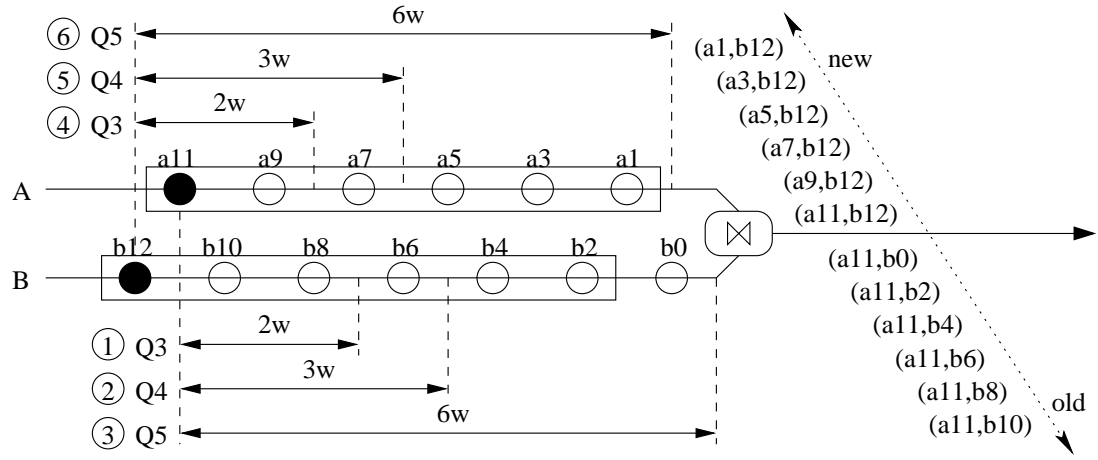 ⑥ Q5 6w
⑤ Q4 3w
④ Q3 2w
a11 a9 a7 a5 a3 a1
A
b12 b10 b8 b6 b4 b2 b0
B
① Q3 2w
② Q4 3w
③ Q5 6w
new
(a1,b12)
(a3,b12)
(a5,b12)
(a7,b12)
(a9,b12)
(a11,b12)
(a11,b0)
(a11,b2)
(a11,b4)
(a11,b6)
(a11,b8)
(a11,b10)
old